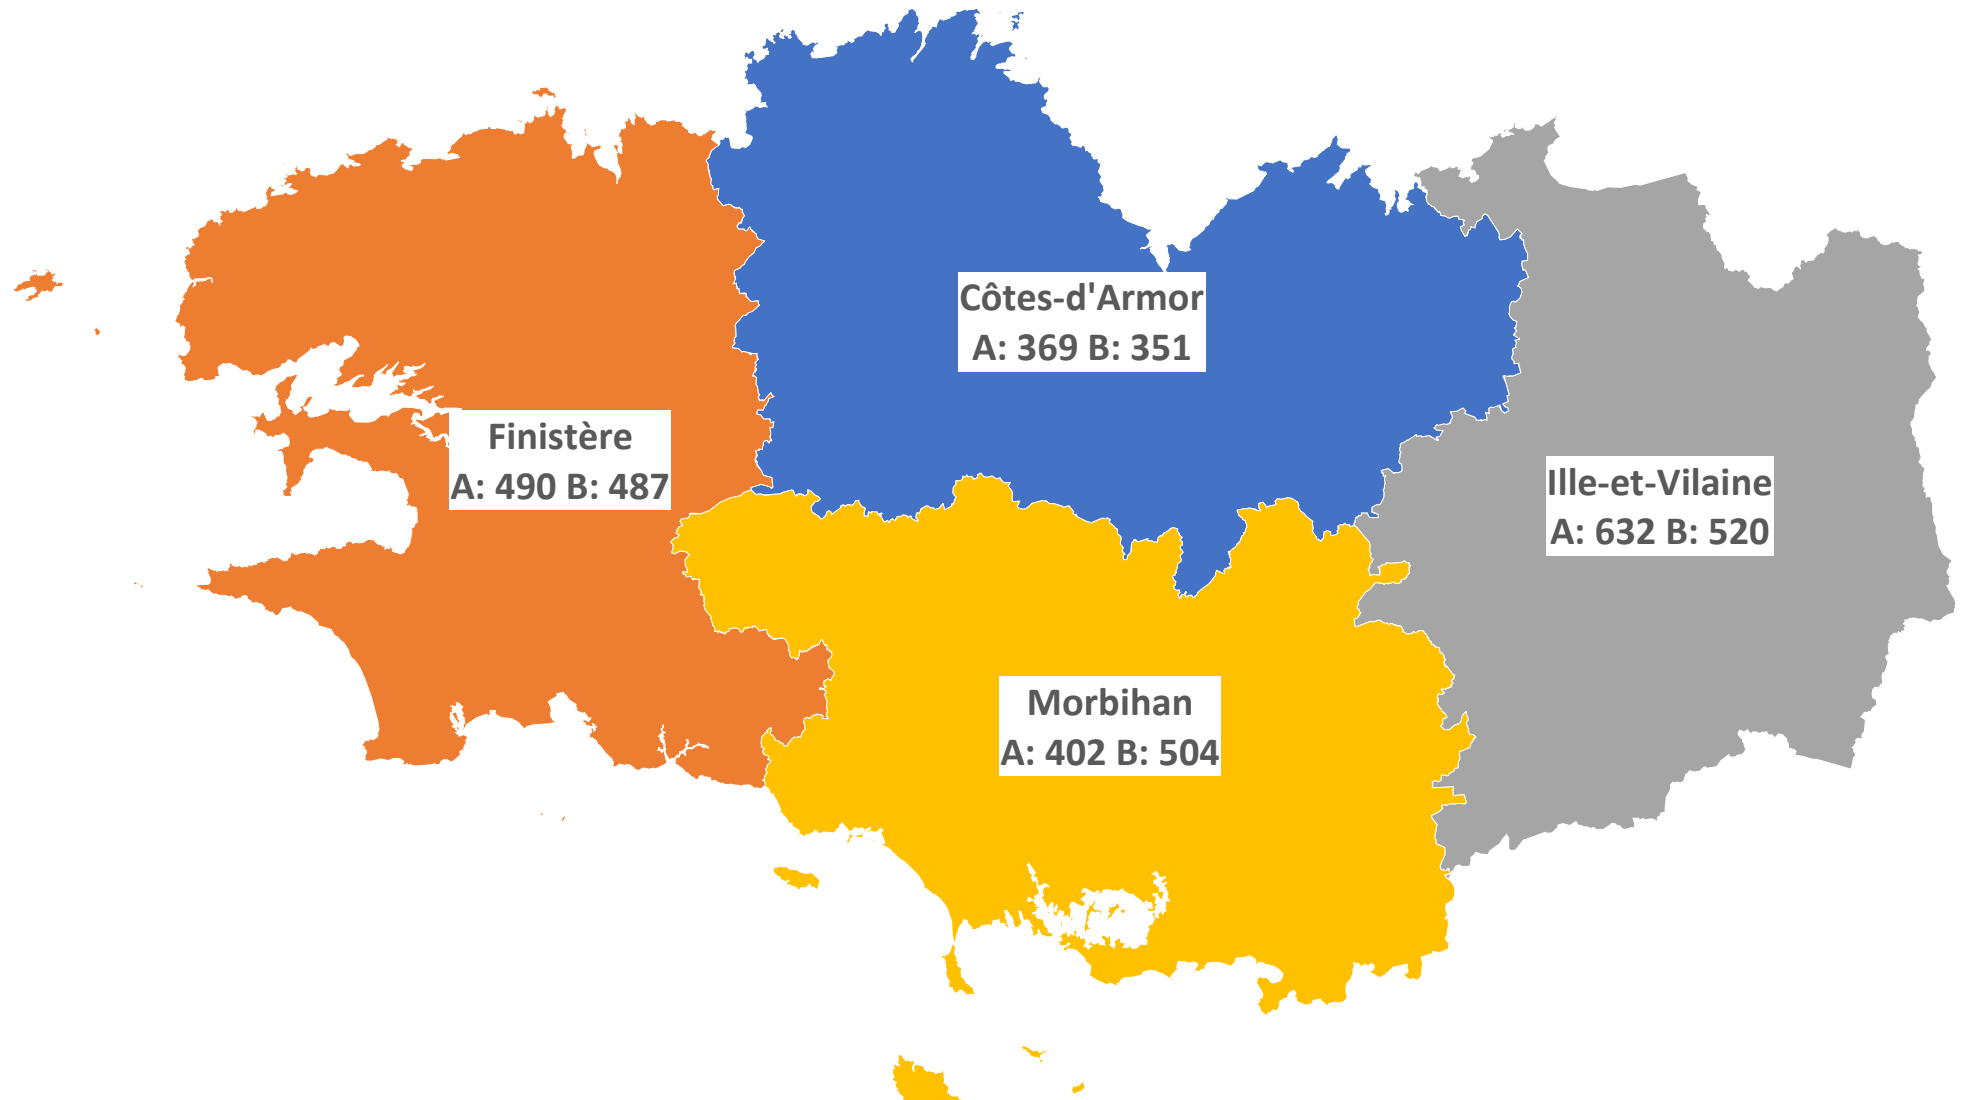 Côtes-d'Armor
A: 369 B: 351
Finistère
A: 490 B: 487
Ille-et-Vilaine
A: 632 B: 520
Morbihan
A: 402 B: 504